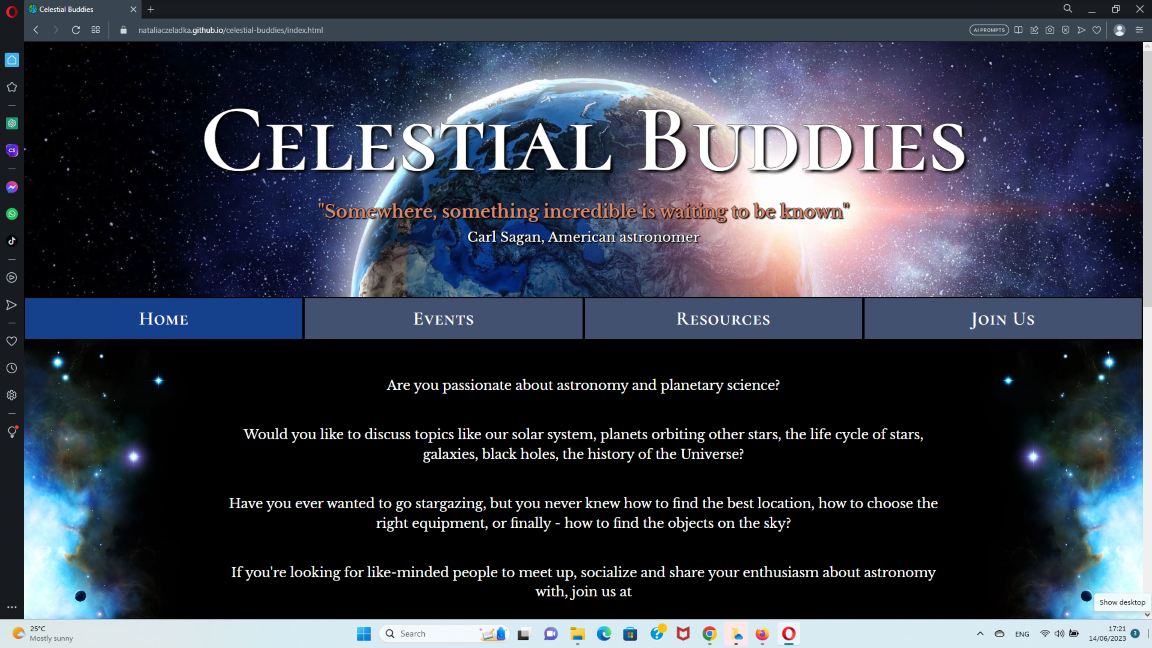 Celestial Buddies
nataliaczeladka.github.io/celestial-buddies/index.html
AI PROMPTS
CS
Celestial Buddies
"Somewhere, something incredible is waiting to be known"
Carl Sagan, American astronomer
Home
Events
Resources
Join Us
Are you passionate about astronomy and planetary science?
Would you like to discuss topics like our solar system, planets orbiting other stars, the life cycle of stars,
galaxies, black holes, the history of the Universe?
Have you ever wanted to go stargazing, but you never knew how to find the best location, how to choose the
right equipment, or finally - how to find the objects on the sky?
If you're looking for like-minded people to meet up, socialize and share your enthusiasm about astronomy
with, join us at
Show desktop
25°C
Mostly sunny
Search
ENG
17:21
14/06/2023